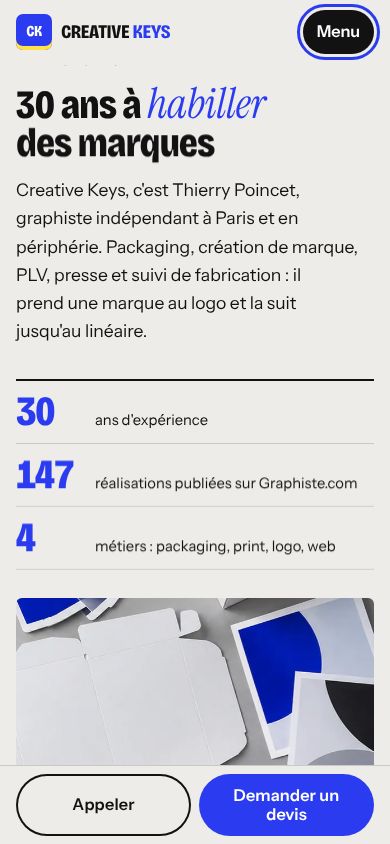 CK
CREATIVE KEYS
Menu
30 ans à habiller
des marques
Creative Keys, c'est Thierry Poincet,
graphiste indépendant à Paris et en
périphérie. Packaging, création de marque,
PLV, presse et suivi de fabrication : il
prend une marque au logo et la suit
jusqu'au linéaire.
30 ans d'expérience
147 réalisations publiées sur Graphiste.com
4 métiers : packaging, print, logo, web
Appeler
Demander un
devis